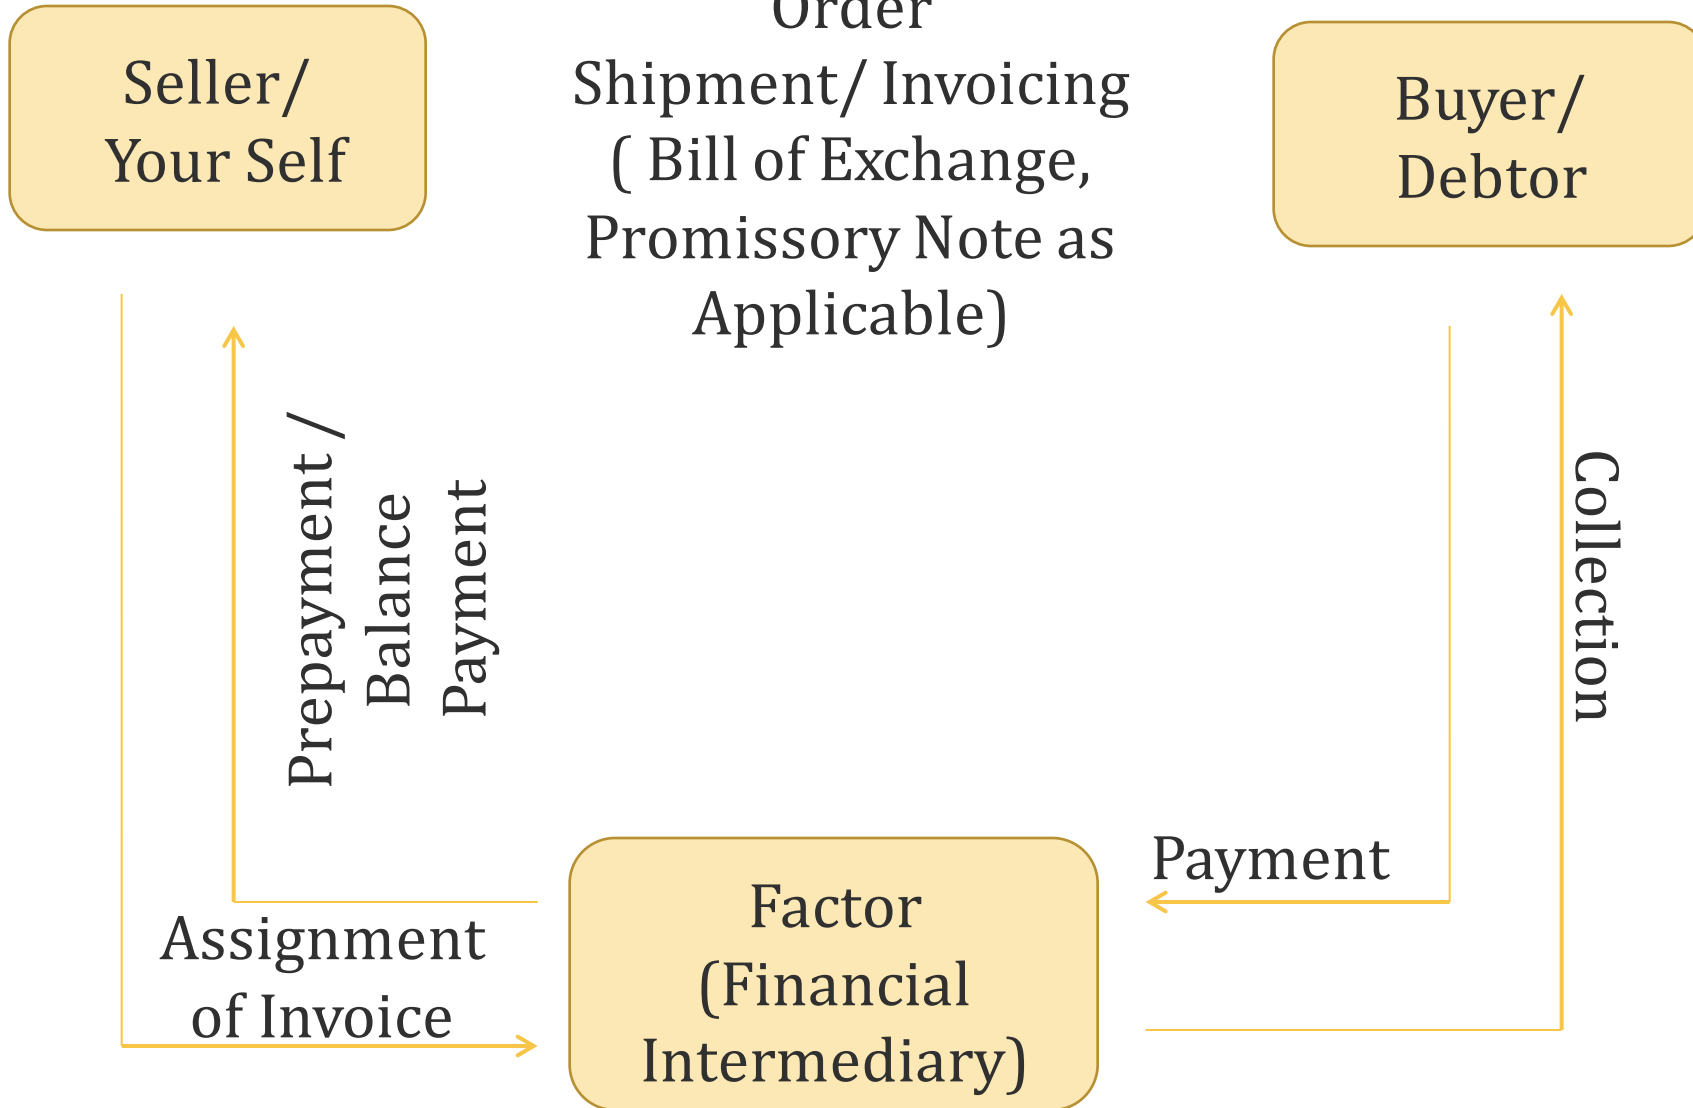 Seller/
Your Self
Order
Shipment/ Invoicing
( Bill of Exchange,
Promissory Note as
Applicable)
Buyer/
Debtor
Prepayment /
Balance
Payment
Collection
Payment
Assignment
of Invoice
Factor
(Financial
Intermediary)